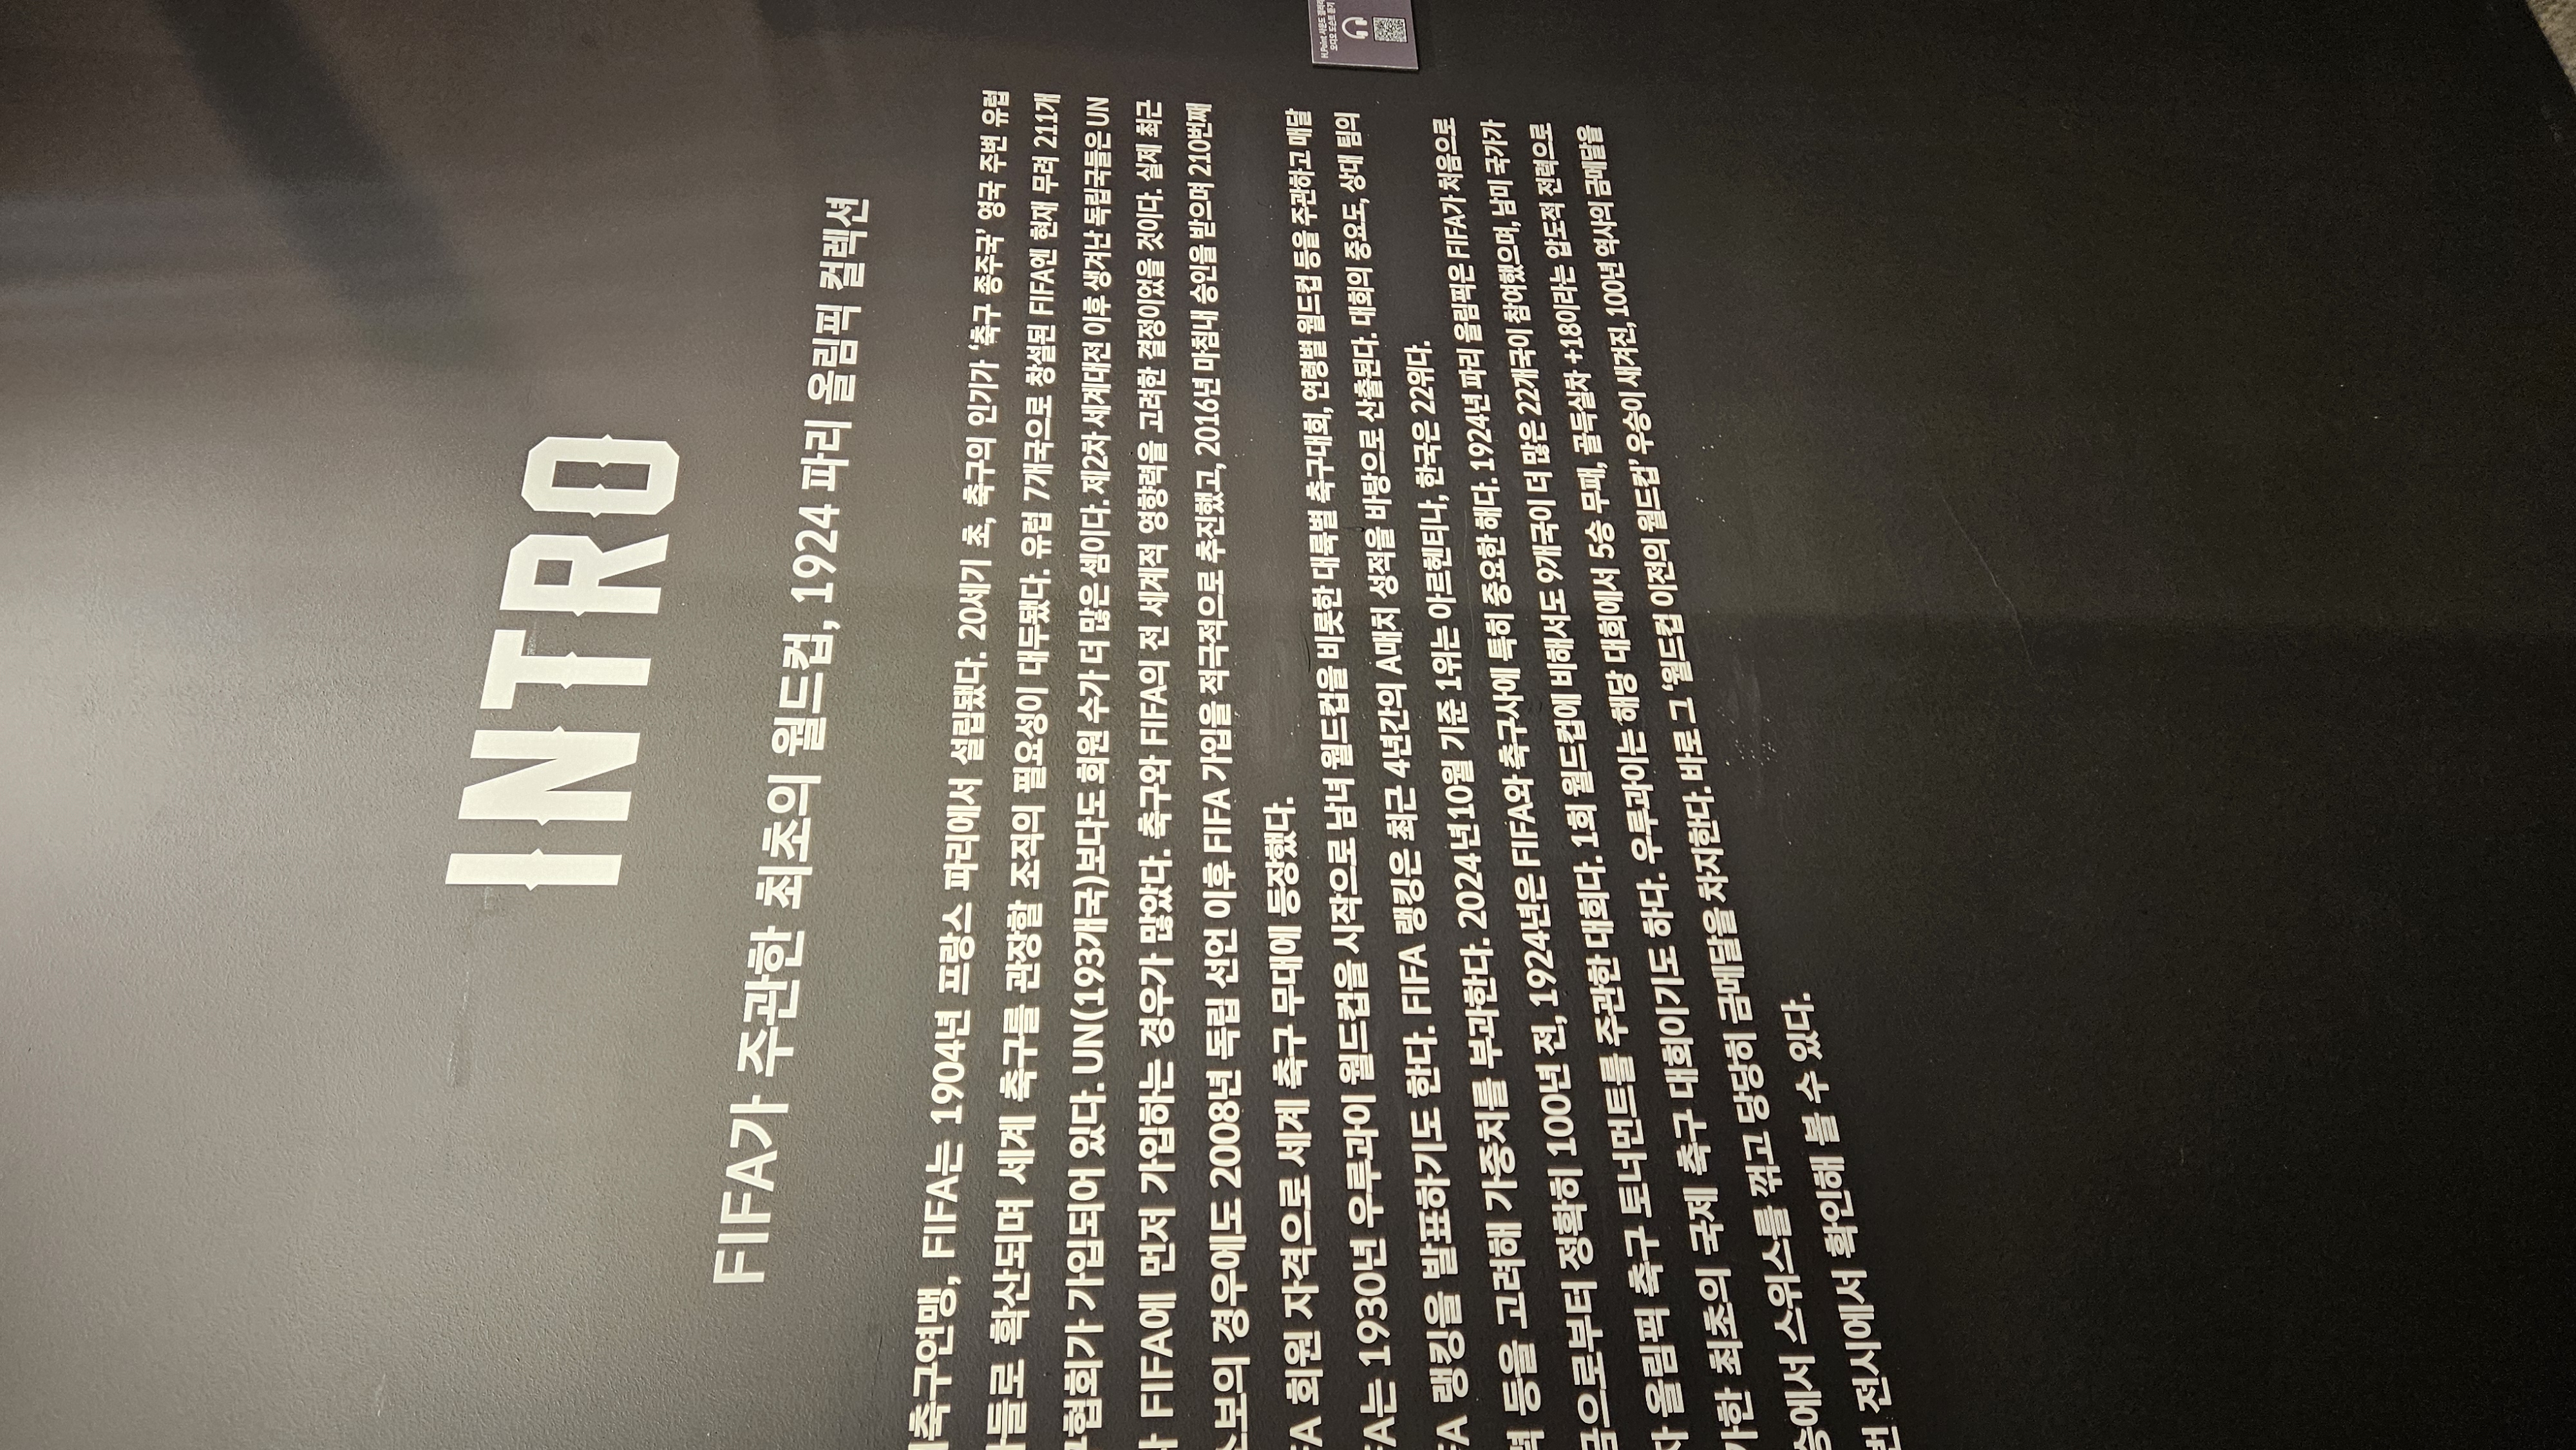 INTRO
FIFA가 주관한 최초의 월드컵, 1924 파리 올림픽 컬렉션
축구연맹, FIFA는 1904년 프랑스 파리에서 설립됐다. 20세기 초, 축구의 인기가 ‘축구 종주국’ 영국 주변 유럽
들로 확산되며 세계 축구를 관장할 조직의 필요성이 대두됐다. 유럽 7개국으로 창설된 FIFA엔 현재 무려 211개
협회가 가입되어 있다. UN(193개국)보다도 회원 수가 더 많은 셈이다. 제2차 세계대전 이후 생겨난 독립국들은 UN
FIFA에 먼저 가입하는 경우가 많았다. 축구와 FIFA의 전 세계적 영향력을 고려한 결정이었을 것이다. 실제 최근
소보의 경우에도 2008년 독립 선언 이후 FIFA 가입을 적극적으로 추진했고, 2016년 마침내 승인을 받으며 210번째
FA 회원 자격으로 세계 축구 무대에 등장했다.
FA는 1930년 우루과이 월드컵을 시작으로 남녀 월드컵을 비롯한 대륙별 축구대회, 연령별 월드컵 등을 주관하고 매달
FA 랭킹을 발표하기도 한다. FIFA 랭킹은 최근 4년간의 A매치 성적을 바탕으로 산출된다. 대회의 중요도, 상대 팀의
력 등을 고려해 가중치를 부과한다. 2024년 10월 기준 1위는 아르헨티나, 한국은 22위다.
금으로부터 정확히 100년 전, 1924년은 FIFA와 축구사에 특히 중요한 해다. 1924년 파리 올림픽은 FIFA가 처음으로
올림픽 축구 토너먼트를 주관한 대회다. 1회 월드컵에 비해서도 9개국이 더 많은 22개국이 참여했으며, 남미 국가가
가한 최초의 국제 축구 대회이기도 하다. 우루과이는 해당 대회에서 5승 무패, 골득실차 +18이라는 압도적 전력으로
승에서 스위스를 꺾고 당당히 금메달을 차지한다. 바로 그 ‘월드컵 이전의 월드컵’ 우승이 새겨진, 100년 역사의 금메달을
번 전시에서 확인해 볼 수 있다.
H.Point 사운드 갤러리
오디오 도슨트 듣기